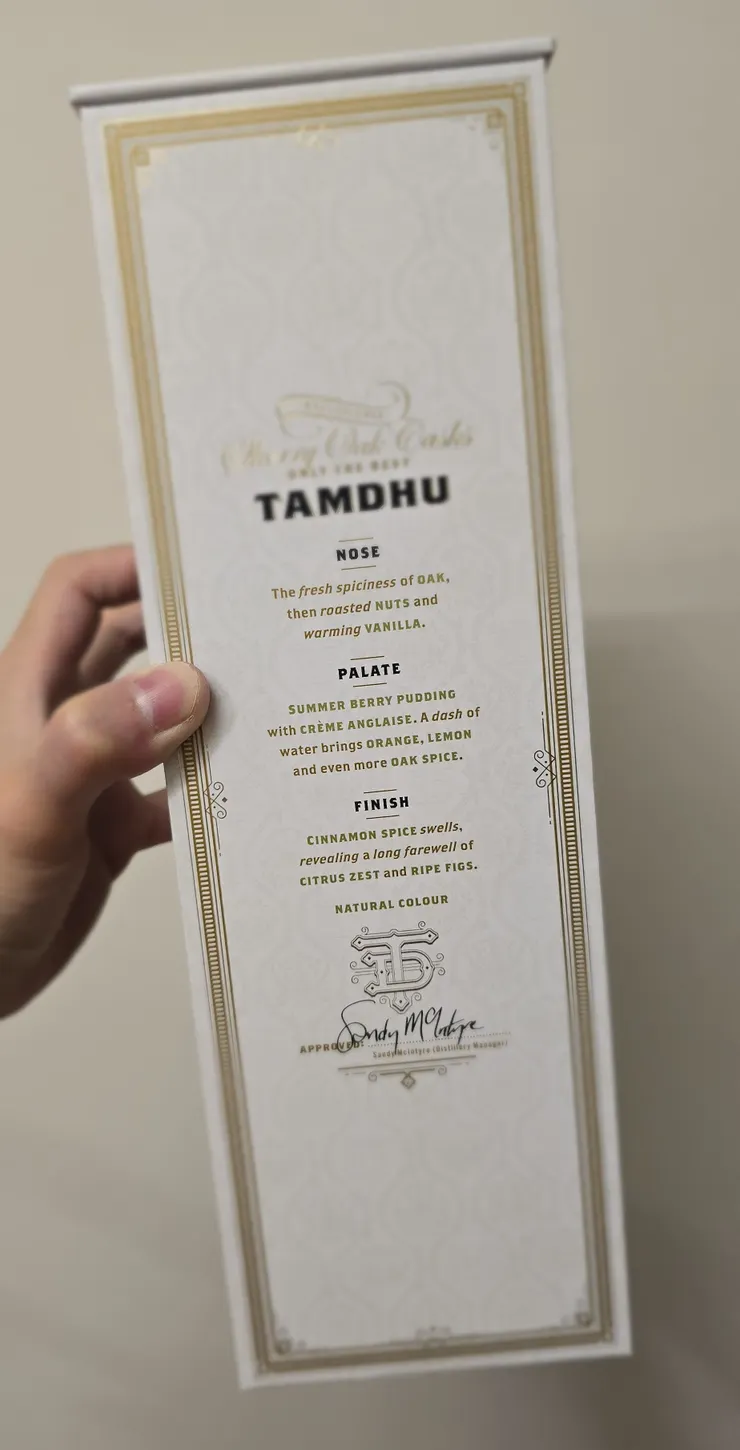 Sherry Oak Casks
ONLY THE BEST
TAMDHU
NOSE
The fresh spiciness of OAK,
then roasted NUTS and
warming VANILLA.
PALATE
SUMMER BERRY PUDDING
with CRÈME ANGLAISE. A dash of
water brings ORANGE, LEMON
and even more OAK SPICE.
FINISH
CINNAMON SPICE swells,
revealing a long farewell of
CITRUS ZEST and RIPE FIGS.
NATURAL COLOUR
TD
Sandy McIntyre
APPROVED:
Sandy McIntyre (Distillery Manager)